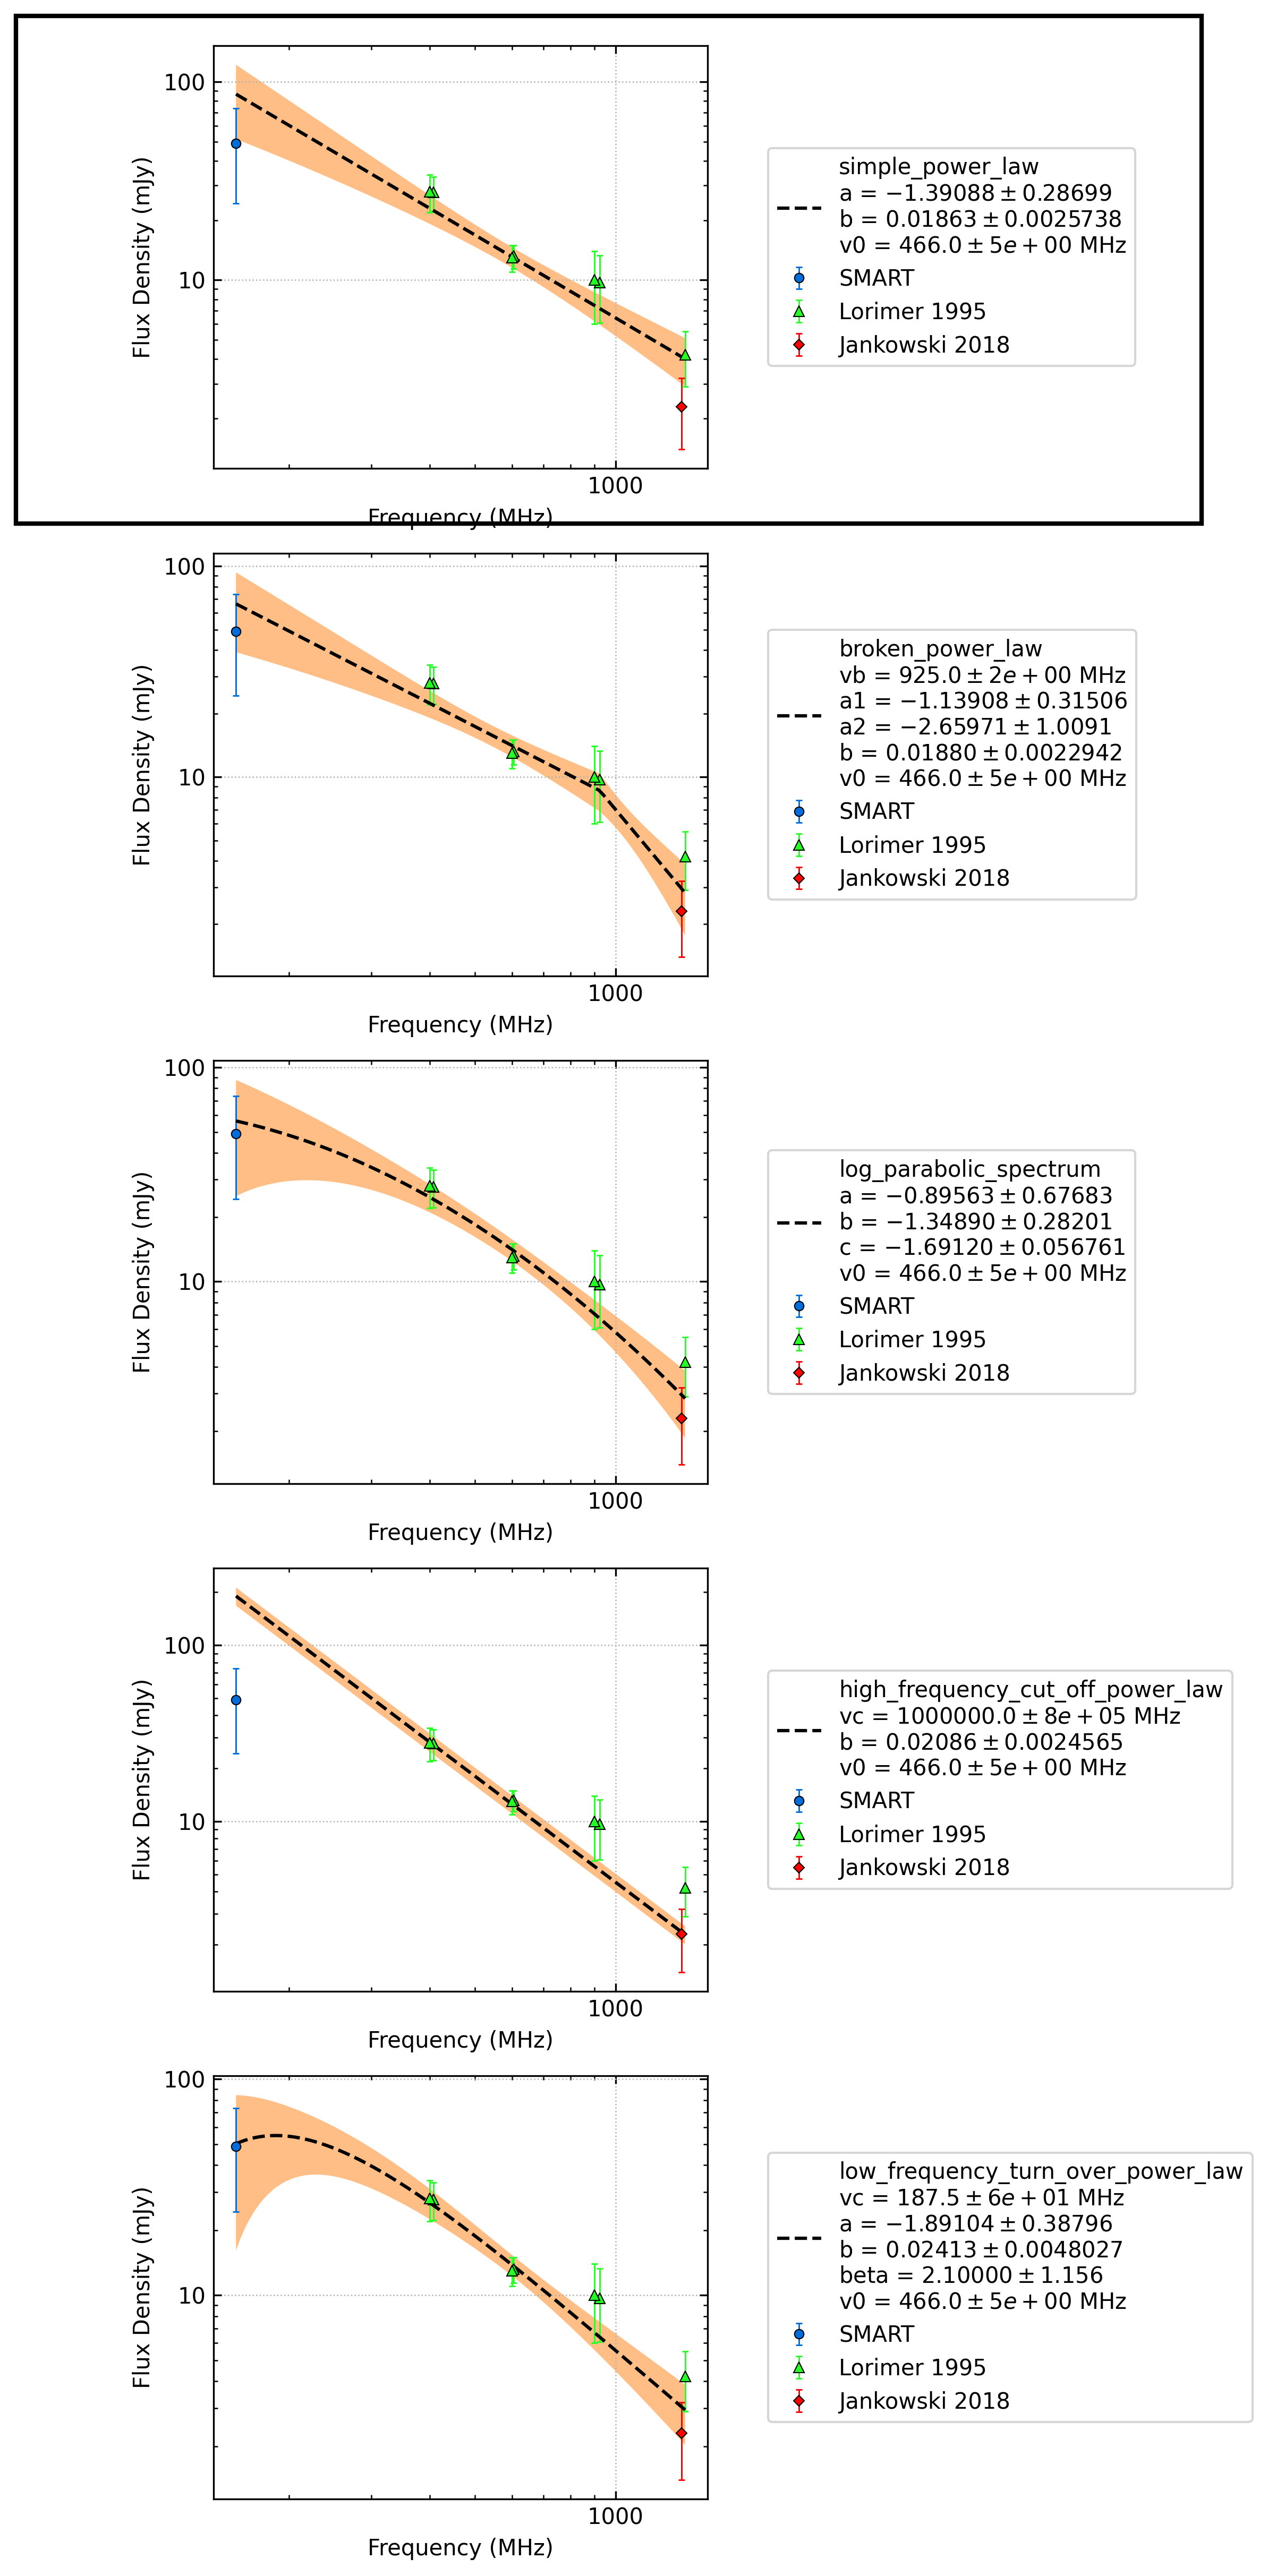 100
10
Flux Density (mJy)
1000
Frequency (MHz)
simple_power_law
a = −1.39088 ± 0.28699
b = 0.01863 ± 0.0025738
v0 = 466.0 ± 5e + 00 MHz
SMART
Lorimer 1995
Jankowski 2018
100
10
Flux Density (mJy)
1000
Frequency (MHz)
broken_power_law
vb = 925.0 ± 2e + 00 MHz
a1 = −1.13908 ± 0.31506
a2 = −2.65971 ± 1.0091
b = 0.01880 ± 0.0022942
v0 = 466.0 ± 5e + 00 MHz
SMART
Lorimer 1995
Jankowski 2018
100
10
Flux Density (mJy)
1000
Frequency (MHz)
log_parabolic_spectrum
a = −0.89563 ± 0.67683
b = −1.34890 ± 0.28201
c = −1.69120 ± 0.056761
v0 = 466.0 ± 5e + 00 MHz
SMART
Lorimer 1995
Jankowski 2018
100
10
Flux Density (mJy)
1000
Frequency (MHz)
high_frequency_cut_off_power_law
vc = 1000000.0 ± 8e + 05 MHz
b = 0.02086 ± 0.0024565
v0 = 466.0 ± 5e + 00 MHz
SMART
Lorimer 1995
Jankowski 2018
100
10
Flux Density (mJy)
1000
Frequency (MHz)
low_frequency_turn_over_power_law
vc = 187.5 ± 6e + 01 MHz
a = −1.89104 ± 0.38796
b = 0.02413 ± 0.0048027
beta = 2.10000 ± 1.156
v0 = 466.0 ± 5e + 00 MHz
SMART
Lorimer 1995
Jankowski 2018